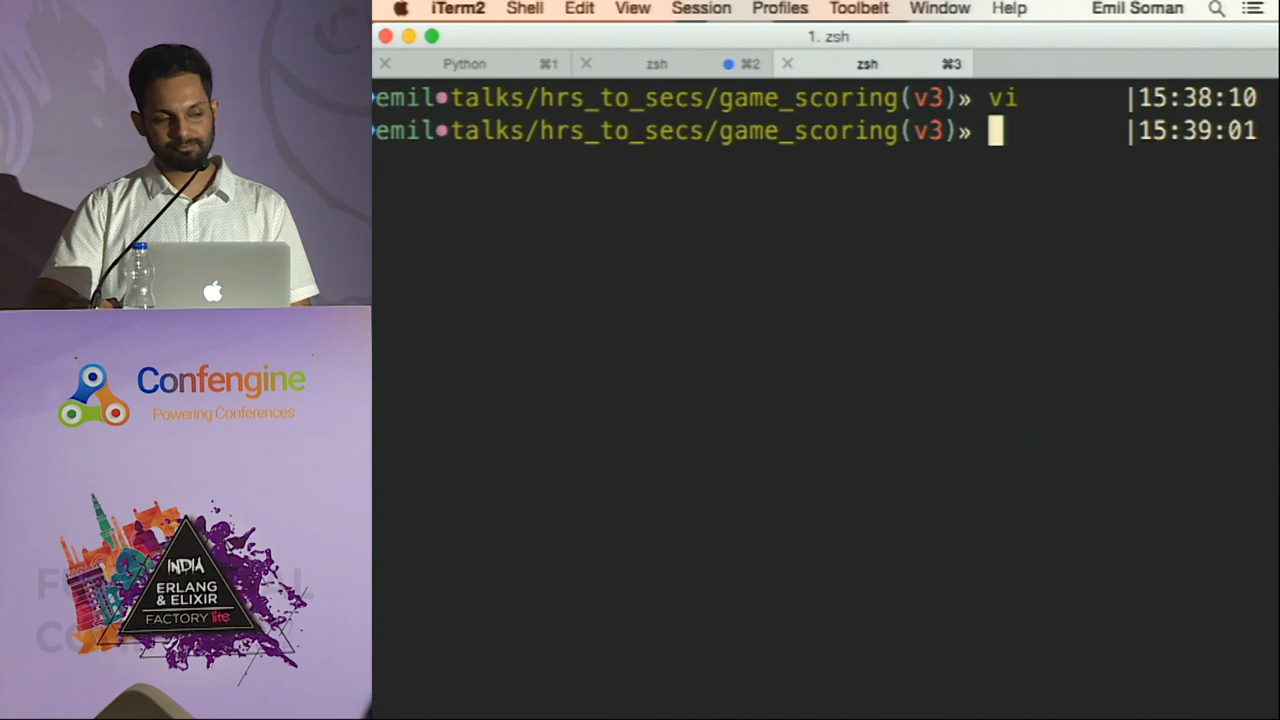 iTerm2 Shell Edit View Session Profiles Toolbelt Window Help Emil Soman
1. zsh
Python ⌘1 zsh ⌘2 zsh ⌘3
emil•talks/hrs_to_secs/game_scoring(v3)» vi |15:38:10
emil•talks/hrs_to_secs/game_scoring(v3)» |15:39:01
Confengine
Powering Conferences
INDIA
ERLANG
& ELIXIR
FACTORY lite